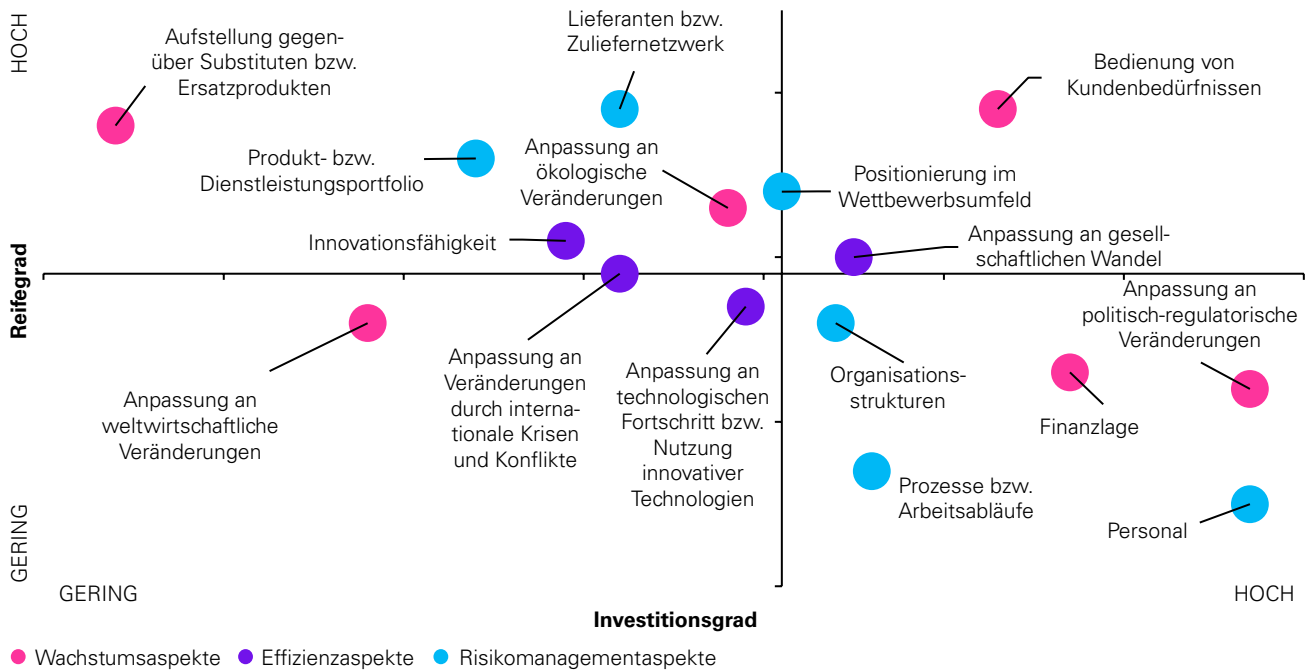 HOCH
Aufstellung gegen-
über Substituten bzw.
Ersatzprodukten
Lieferanten bzw.
Zuliefernetzwerk
Bedienung von
Kundenbedürfnissen
Produkt- bzw.
Dienstleistungsportfolio
Anpassung an
ökologische
Veränderungen
Positionierung im
Wettbewerbsumfeld
Innovationsfähigkeit
Anpassung an gesell-
schaftlichen Wandel
Reifegrad
Anpassung an
weltwirtschaftliche
Veränderungen
Anpassung an
Veränderungen
durch interna-
tionale Krisen
und Konflikte
Anpassung an
technologischen
Fortschritt bzw.
Nutzung
innovativer
Technologien
Organisations-
strukturen
Anpassung an
politisch-regulatorische
Veränderungen
Finanzlage
Prozesse bzw.
Arbeitsabläufe
Personal
GERING
GERING
HOCH
Investitionsgrad
Wachstumsaspekte Effizienzaspekte Risikomanagementaspekte